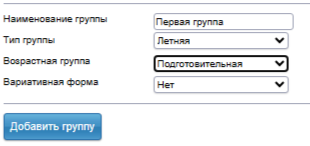 Наименование группы Первая группа
Тип группы Летняя
Возрастная группа Подготовительная
Вариативная форма Нет
Добавить группу